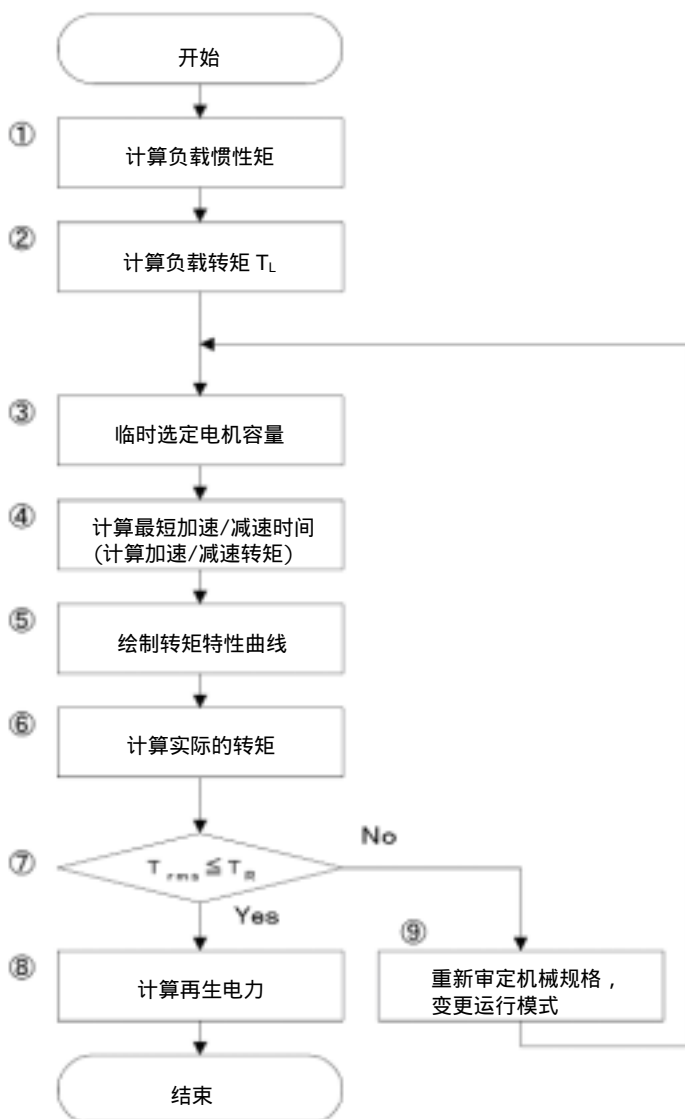 开始
①
计算负载惯性矩
②
计算负载转矩 T_L
③
临时选定电机容量
④
计算最短加速/减速时间
(计算加速/减速转矩)
⑤
绘制转矩特性曲线
⑥
计算实际的转矩
⑦
T rms ≦ T R
No
Yes
⑧
计算再生电力
⑨
重新审定机械规格，
变更运行模式
结束